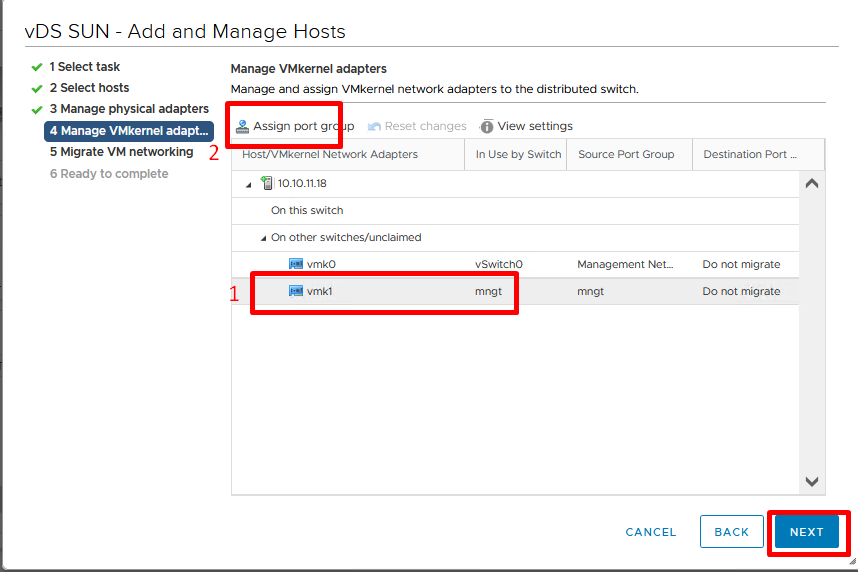 vDS SUN - Add and Manage Hosts
1 Select task
2 Select hosts
3 Manage physical adapters
4 Manage VMkernel adapt...
5 Migrate VM networking
6 Ready to complete
Manage VMkernel adapters
Manage and assign VMkernel network adapters to the distributed switch.
Assign port group Reset changes View settings
2
Host/VMkernel Network Adapters In Use by Switch Source Port Group Destination Port ...
10.10.11.18
On this switch
On other switches/unclaimed
vmk0 vSwitch0 Management Net... Do not migrate
1 vmk1 mngt mngt Do not migrate
CANCEL BACK NEXT